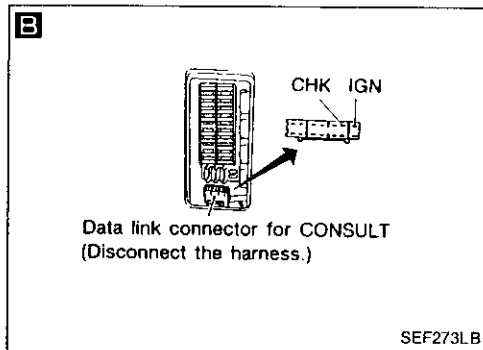 B
CHK IGN
Data link connector for CONSULT
(Disconnect the harness.)
SEF273LB